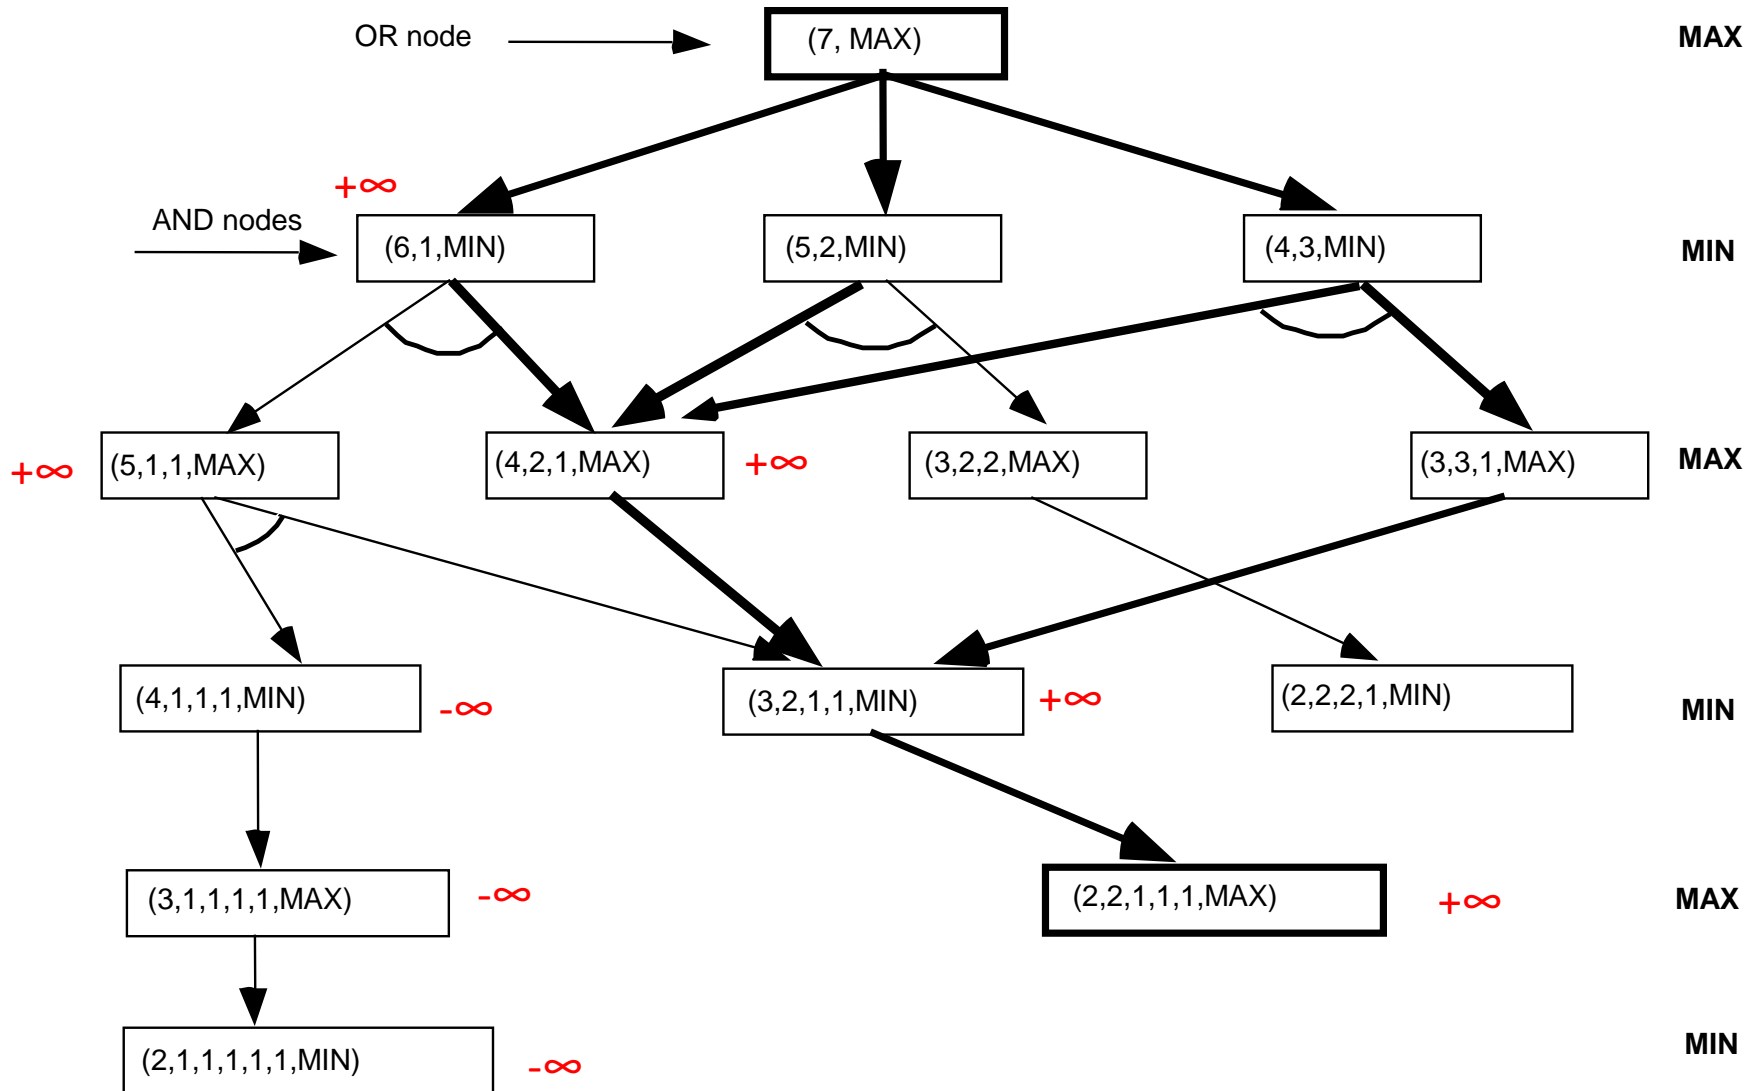 OR node
(7, MAX)
MAX
+∞
AND nodes
(6,1,MIN)
(5,2,MIN)
(4,3,MIN)
MIN
+∞
(5,1,1,MAX)
(4,2,1,MAX)
+∞
(3,2,2,MAX)
(3,3,1,MAX)
MAX
(4,1,1,1,MIN)
-∞
(3,2,1,1,MIN)
+∞
(2,2,2,1,MIN)
MIN
(3,1,1,1,1,MAX)
-∞
(2,2,1,1,1,MAX)
+∞
MAX
(2,1,1,1,1,1,MIN)
-∞
MIN